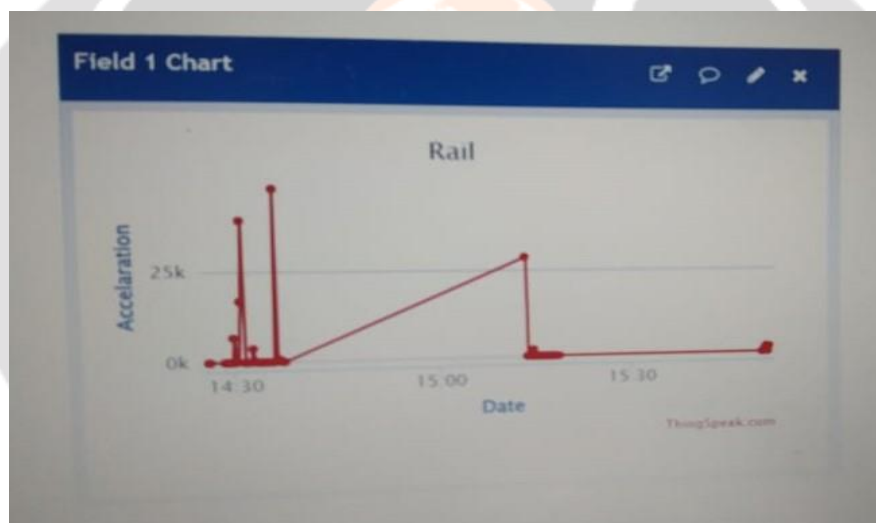 Field 1 Chart
Rail
Accelaration
25k
0k
14:30
15:00
15:30
Date
ThingSpeak.com